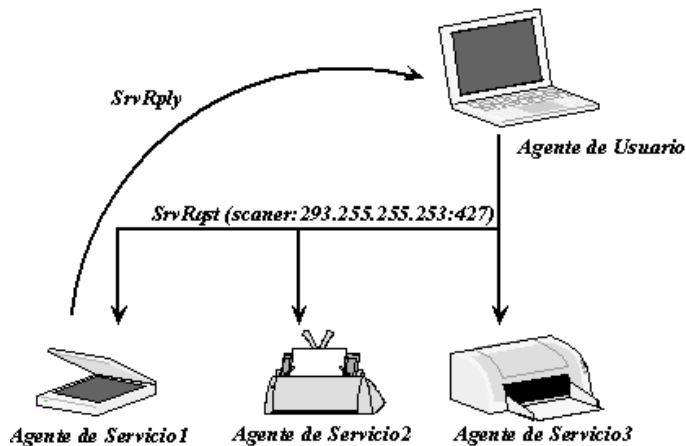 SrvRply
Agente de Usuario
SrvRqst (scaner:293.255.255.253:427)
Agente de Servicio1
Agente de Servicio2
Agente de Servicio3